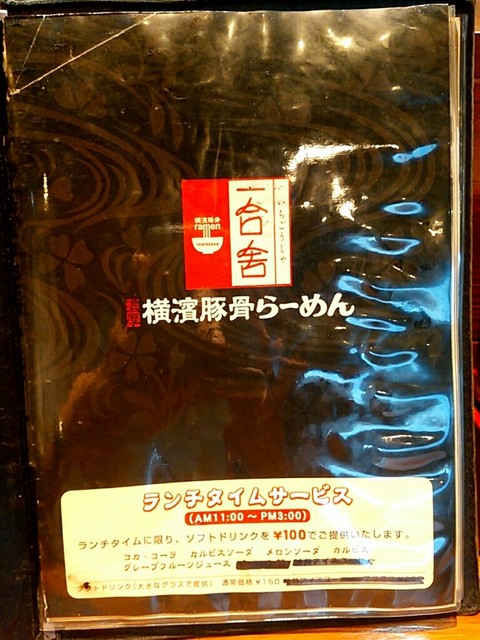 横濱豚骨
ramen
ICHIGOSHA
一合舎
いちごうしゃ
横濱豚骨らーめん
ランチタイムサービス
(AM11:00 〜 PM3:00)
ランチタイムに限り、ソフトドリンクを ¥100でご提供いたします。
コカ・コーラ カルピスソーダ メロンソーダ カルピス
グレープフルーツジュース
ソフトドリンク(大きなグラスで提供) 通常価格 ¥150